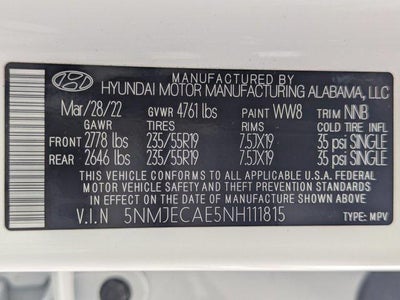 MANUFACTURED BY
HYUNDAI MOTOR MANUFACTURING ALABAMA, LLC
Mar/28/22 GVWR 4761 lbs PAINT WW8 TRIM NNB
GAWR TIRES RIMS COLD TIRE INFL.
FRONT 2778 lbs 235/55R19 7.5JX19 35 psi SINGLE
REAR 2646 lbs 235/55R19 7.5JX19 35 psi SINGLE
THIS VEHICLE CONFORMS TO ALL APPLICABLE U.S.A. FEDERAL
MOTOR VEHICLE SAFETY AND THEFT PREVENTION STANDARDS
IN EFFECT ON THE DATE OF MANUFACTURE SHOWN ABOVE.
V.I.N 5NMJECAE5NH111815 TYPE: MPV